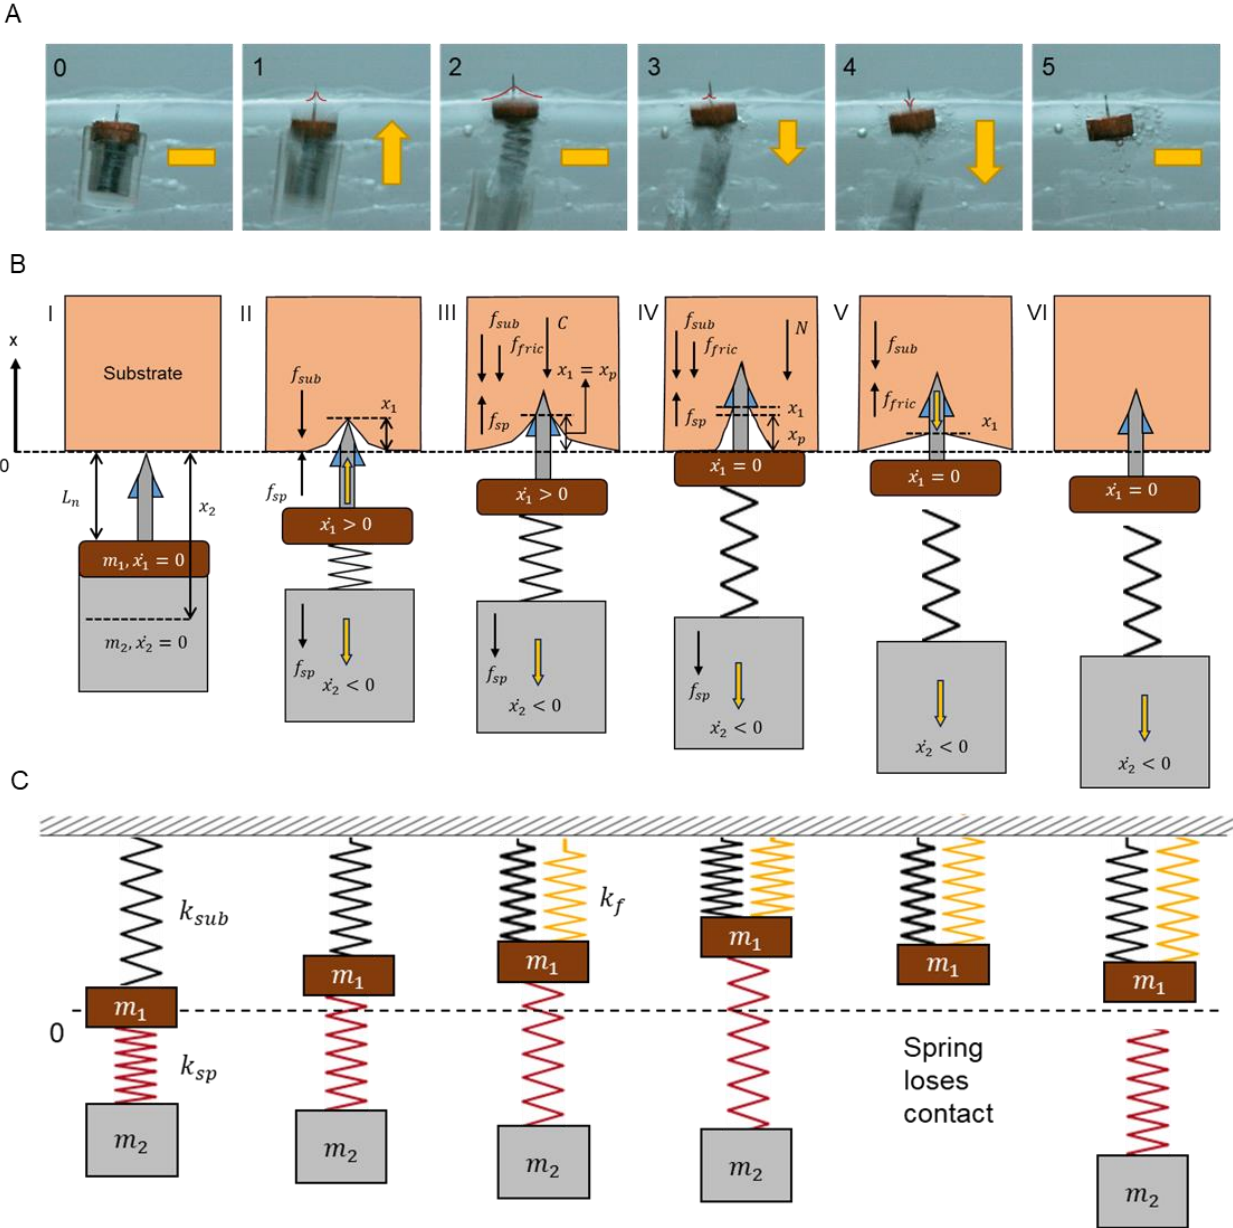 A
0 1 2 3 4 5
B
I II III IV V VI
x
0
Substrate
L_n
x_2
m_1, ẋ_1 = 0
m_2, ẋ_2 = 0
f_sub
x_1
f_sp
ẋ_1 > 0
f_sp
ẋ_2 < 0
f_sub
C
f_fric
x_1 = x_p
f_sp
ẋ_1 > 0
f_sp
ẋ_2 < 0
f_sub
N
f_fric
f_sp
x_1
x_p
ẋ_1 = 0
f_sp
ẋ_2 < 0
f_sub
f_fric
x_1
ẋ_1 = 0
ẋ_2 < 0
ẋ_1 = 0
ẋ_2 < 0
C
k_sub
m_1
0
k_sp
m_2
m_1
m_2
k_f
m_1
m_2
m_1
m_2
m_1
Spring
loses
contact
m_1
m_2